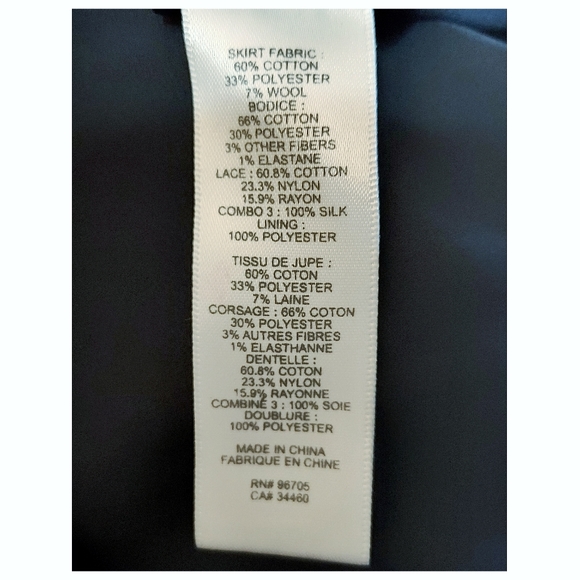 SKIRT FABRIC :
60% COTTON
33% POLYESTER
7% WOOL
BODICE :
66% COTTON
30% POLYESTER
3% OTHER FIBERS
1% ELASTANE
LACE : 60.8% COTTON
23.3% NYLON
15.9% RAYON
COMBO 3 : 100% SILK
LINING :
100% POLYESTER
TISSU DE JUPE :
60% COTON
33% POLYESTER
7% LAINE
CORSAGE : 66% COTON
30% POLYESTER
3% AUTRES FIBRES
1% ELASTHANNE
DENTELLE :
60.8% COTON
23.3% NYLON
15.9% RAYONNE
COMBINÉ 3 : 100% SOIE
DOUBLURE :
100% POLYESTER
MADE IN CHINA
FABRIQUE EN CHINE
RN# 96705
CA# 34460